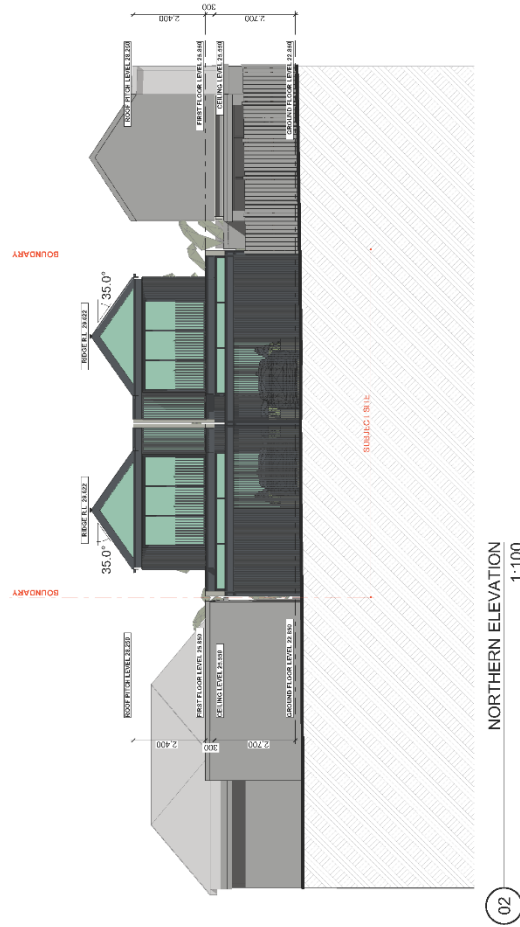 BOUNDARY
BOUNDARY
RIDGE R.L. 29.622
RIDGE R.L. 29.622
35.0°
35.0°
ROOF PITCH LEVEL 28.250
2.400
FIRST FLOOR LEVEL 25.850
300
CEILING LEVEL 25.550
2.700
GROUND FLOOR LEVEL 22.850
ROOF PITCH LEVEL 28.250
2.400
FIRST FLOOR LEVEL 25.850
300
CEILING LEVEL 25.550
2.700
GROUND FLOOR LEVEL 22.850
SUBJECT SITE
02
NORTHERN ELEVATION
1:100